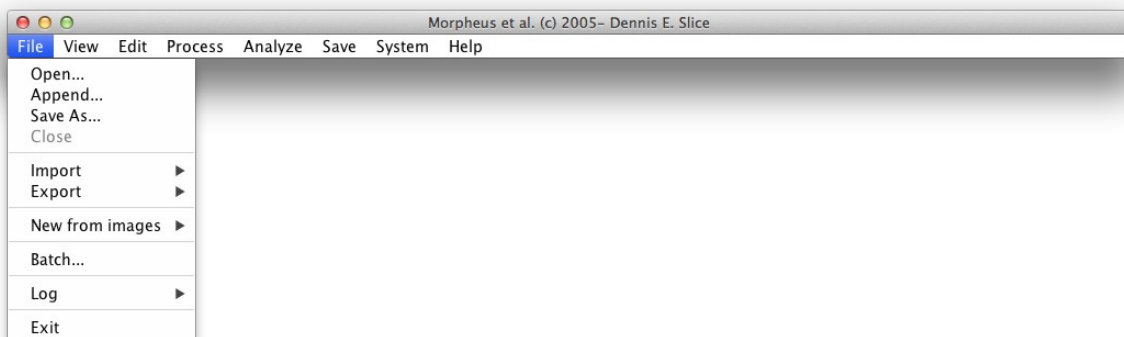 Morpheus et al. (c) 2005- Dennis E. Slice
File View Edit Process Analyze Save System Help
Open...
Append...
Save As...
Close
Import
Export
New from images
Batch...
Log
Exit